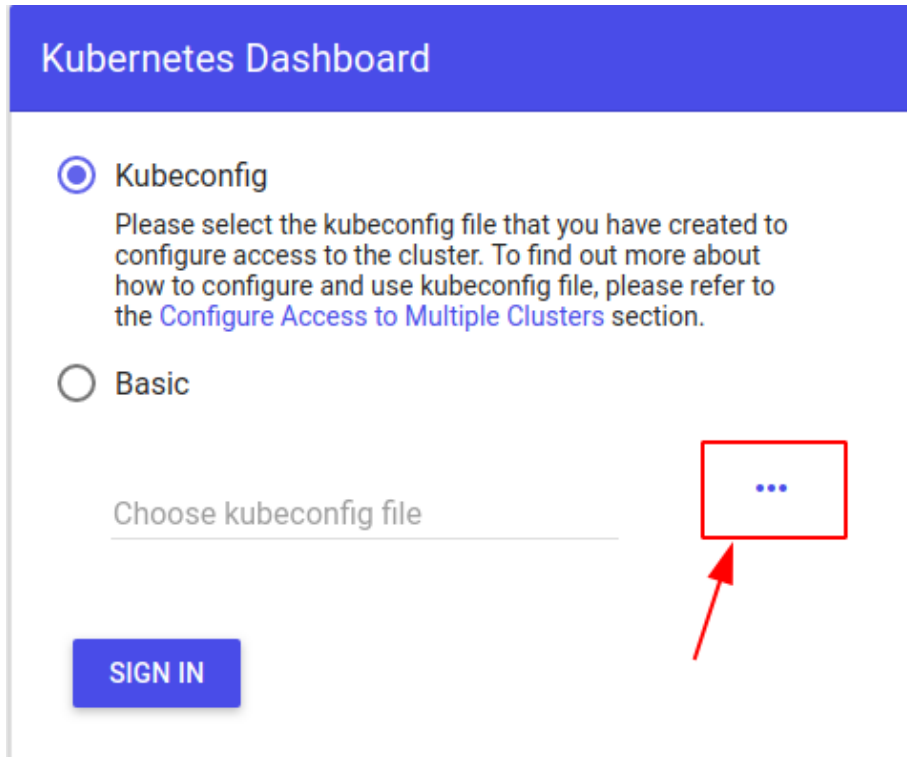 Kubernetes Dashboard
Kubeconfig
Please select the kubeconfig file that you have created to
configure access to the cluster. To find out more about
how to configure and use kubeconfig file, please refer to
the Configure Access to Multiple Clusters section.
Basic
Choose kubeconfig file
...
SIGN IN